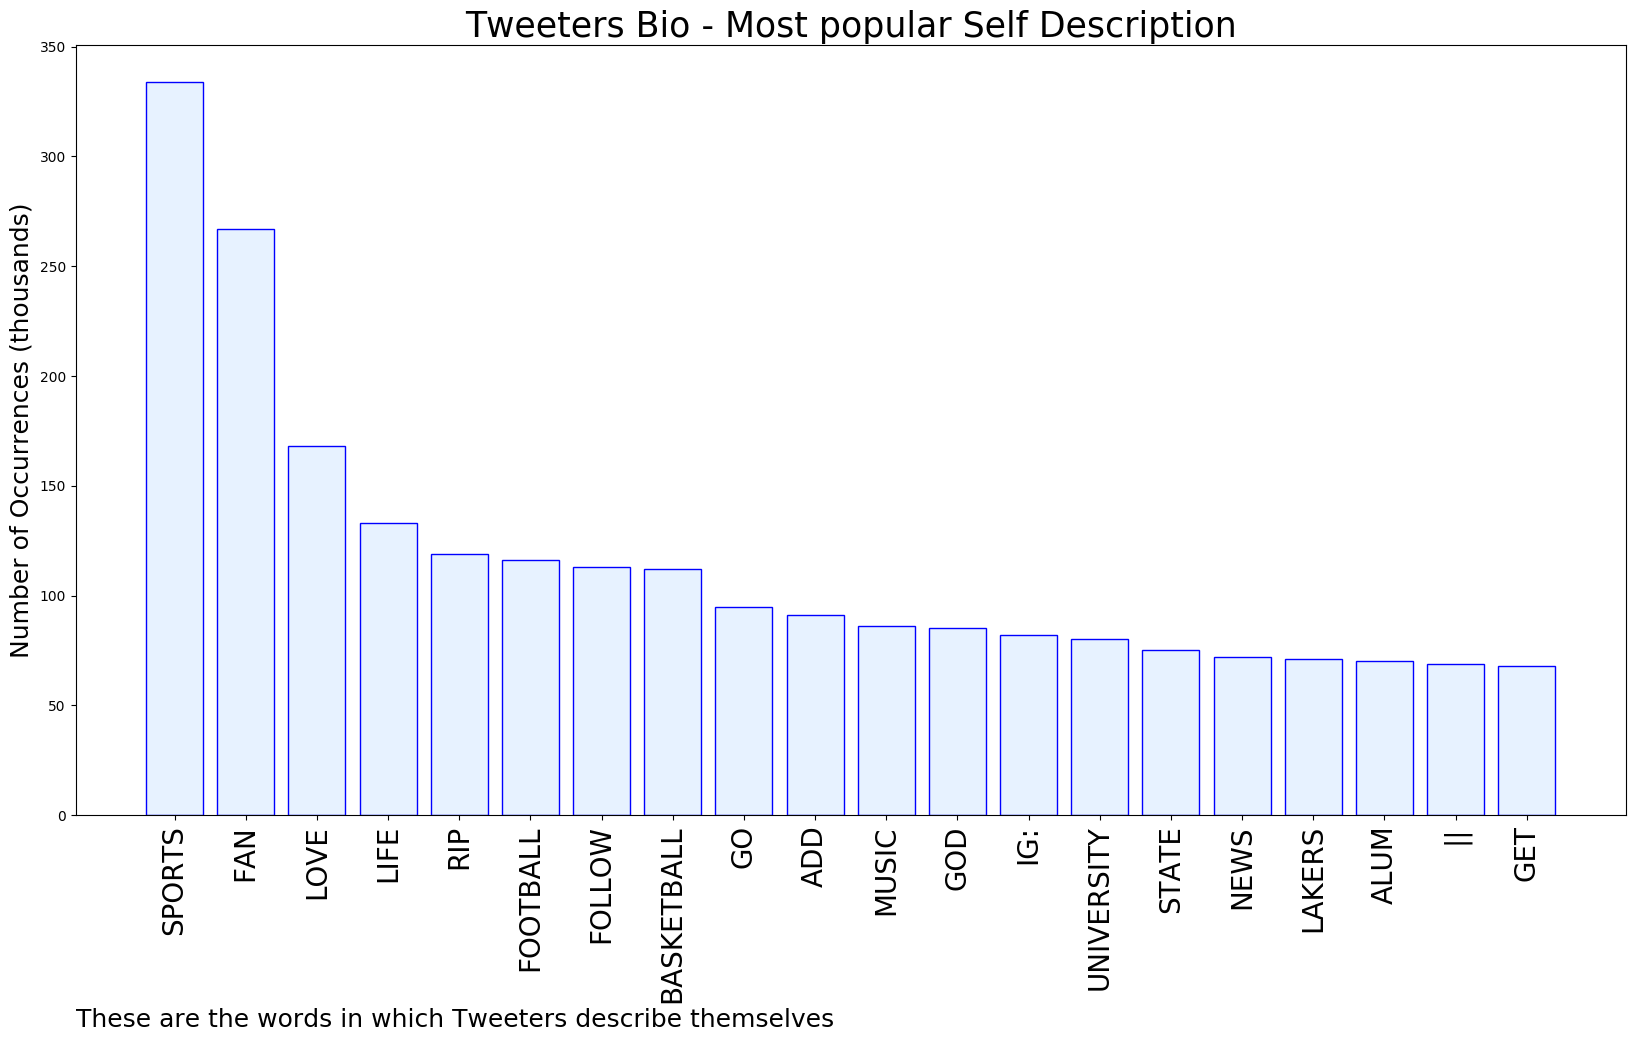 Tweeters Bio - Most popular Self Description
Number of Occurrences (thousands)
350
300
250
200
150
100
50
0
SPORTS
FAN
LOVE
LIFE
RIP
FOOTBALL
FOLLOW
BASKETBALL
GO
ADD
MUSIC
GOD
IG:
UNIVERSITY
STATE
NEWS
LAKERS
ALUM
||
GET
These are the words in which Tweeters describe themselves